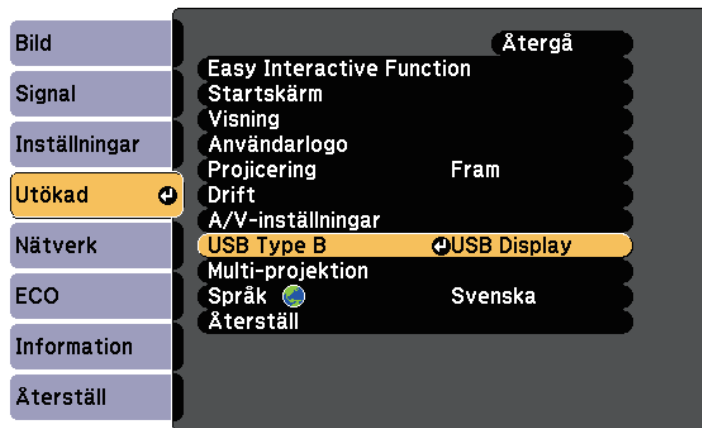 Bild
Signal
Inställningar
Utökad
Nätverk
ECO
Information
Återställ
Återgå
Easy Interactive Function
Startskärm
Visning
Användarlogo
Projicering Fram
Drift
A/V-inställningar
USB Type B USB Display
Multi-projektion
Språk Svenska
Återställ